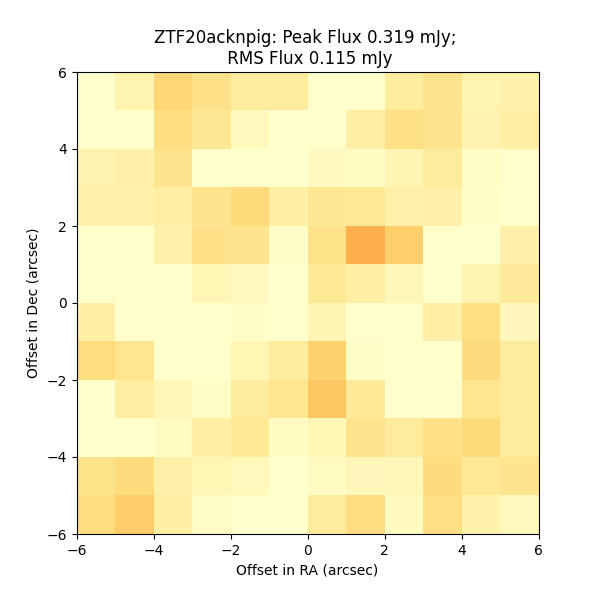 ZTF20acknpig: Peak Flux 0.319 mJy;
RMS Flux 0.115 mJy
6
4
2
0
−2
−4
−6
Offset in Dec (arcsec)
−6 −4 −2 0 2 4 6
Offset in RA (arcsec)